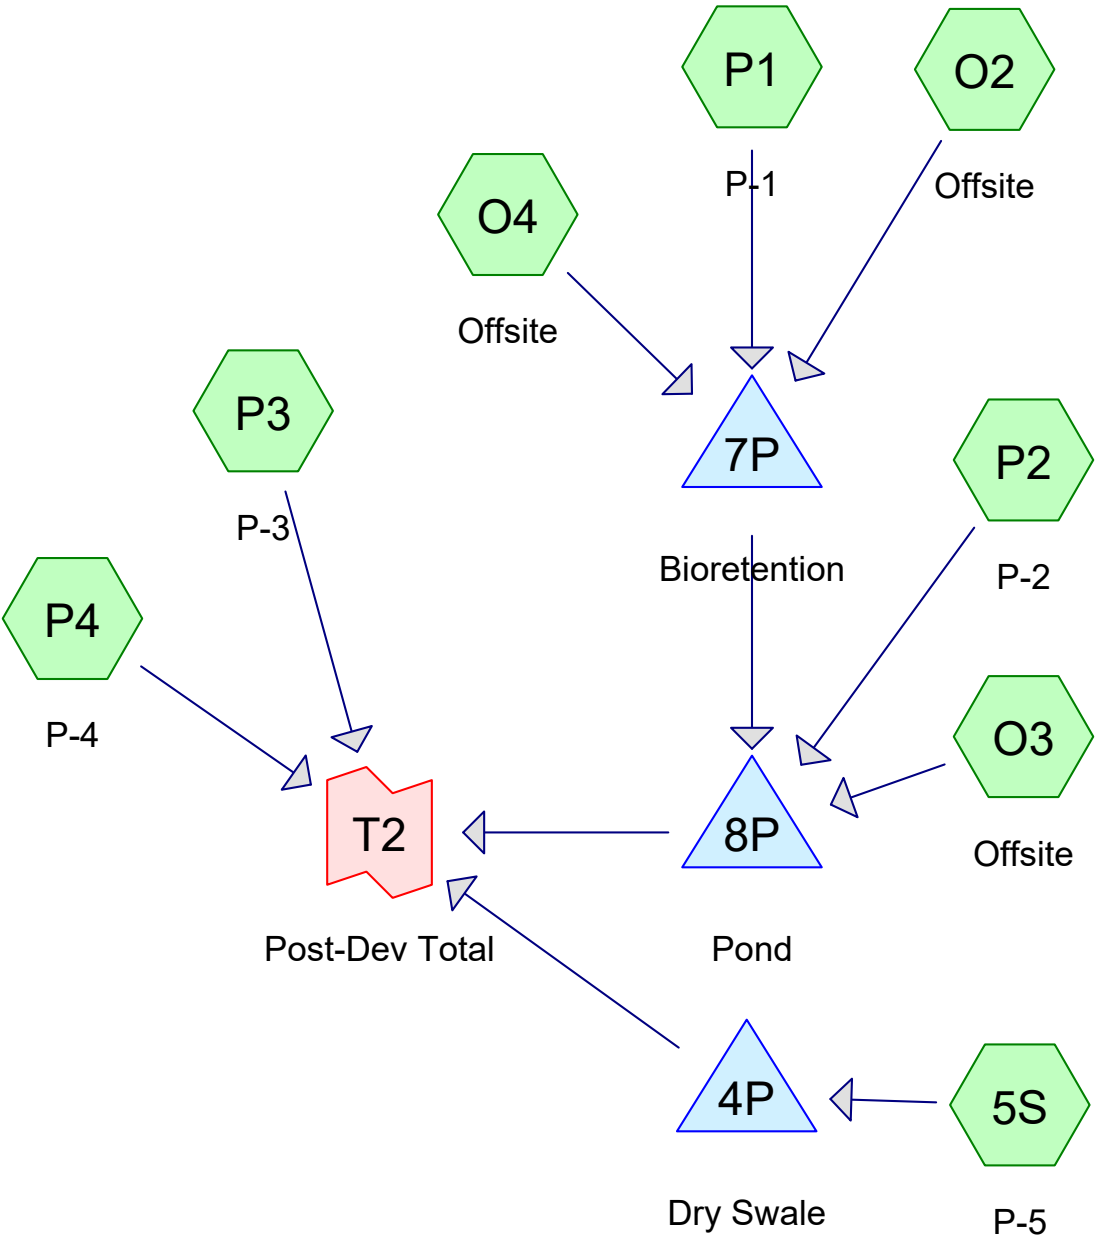 P1
P-1
O2
Offsite
O4
Offsite
P3
P-3
7P
Bioretention
P2
P-2
P4
P-4
O3
Offsite
T2
Post-Dev Total
8P
Pond
4P
Dry Swale
5S
P-5